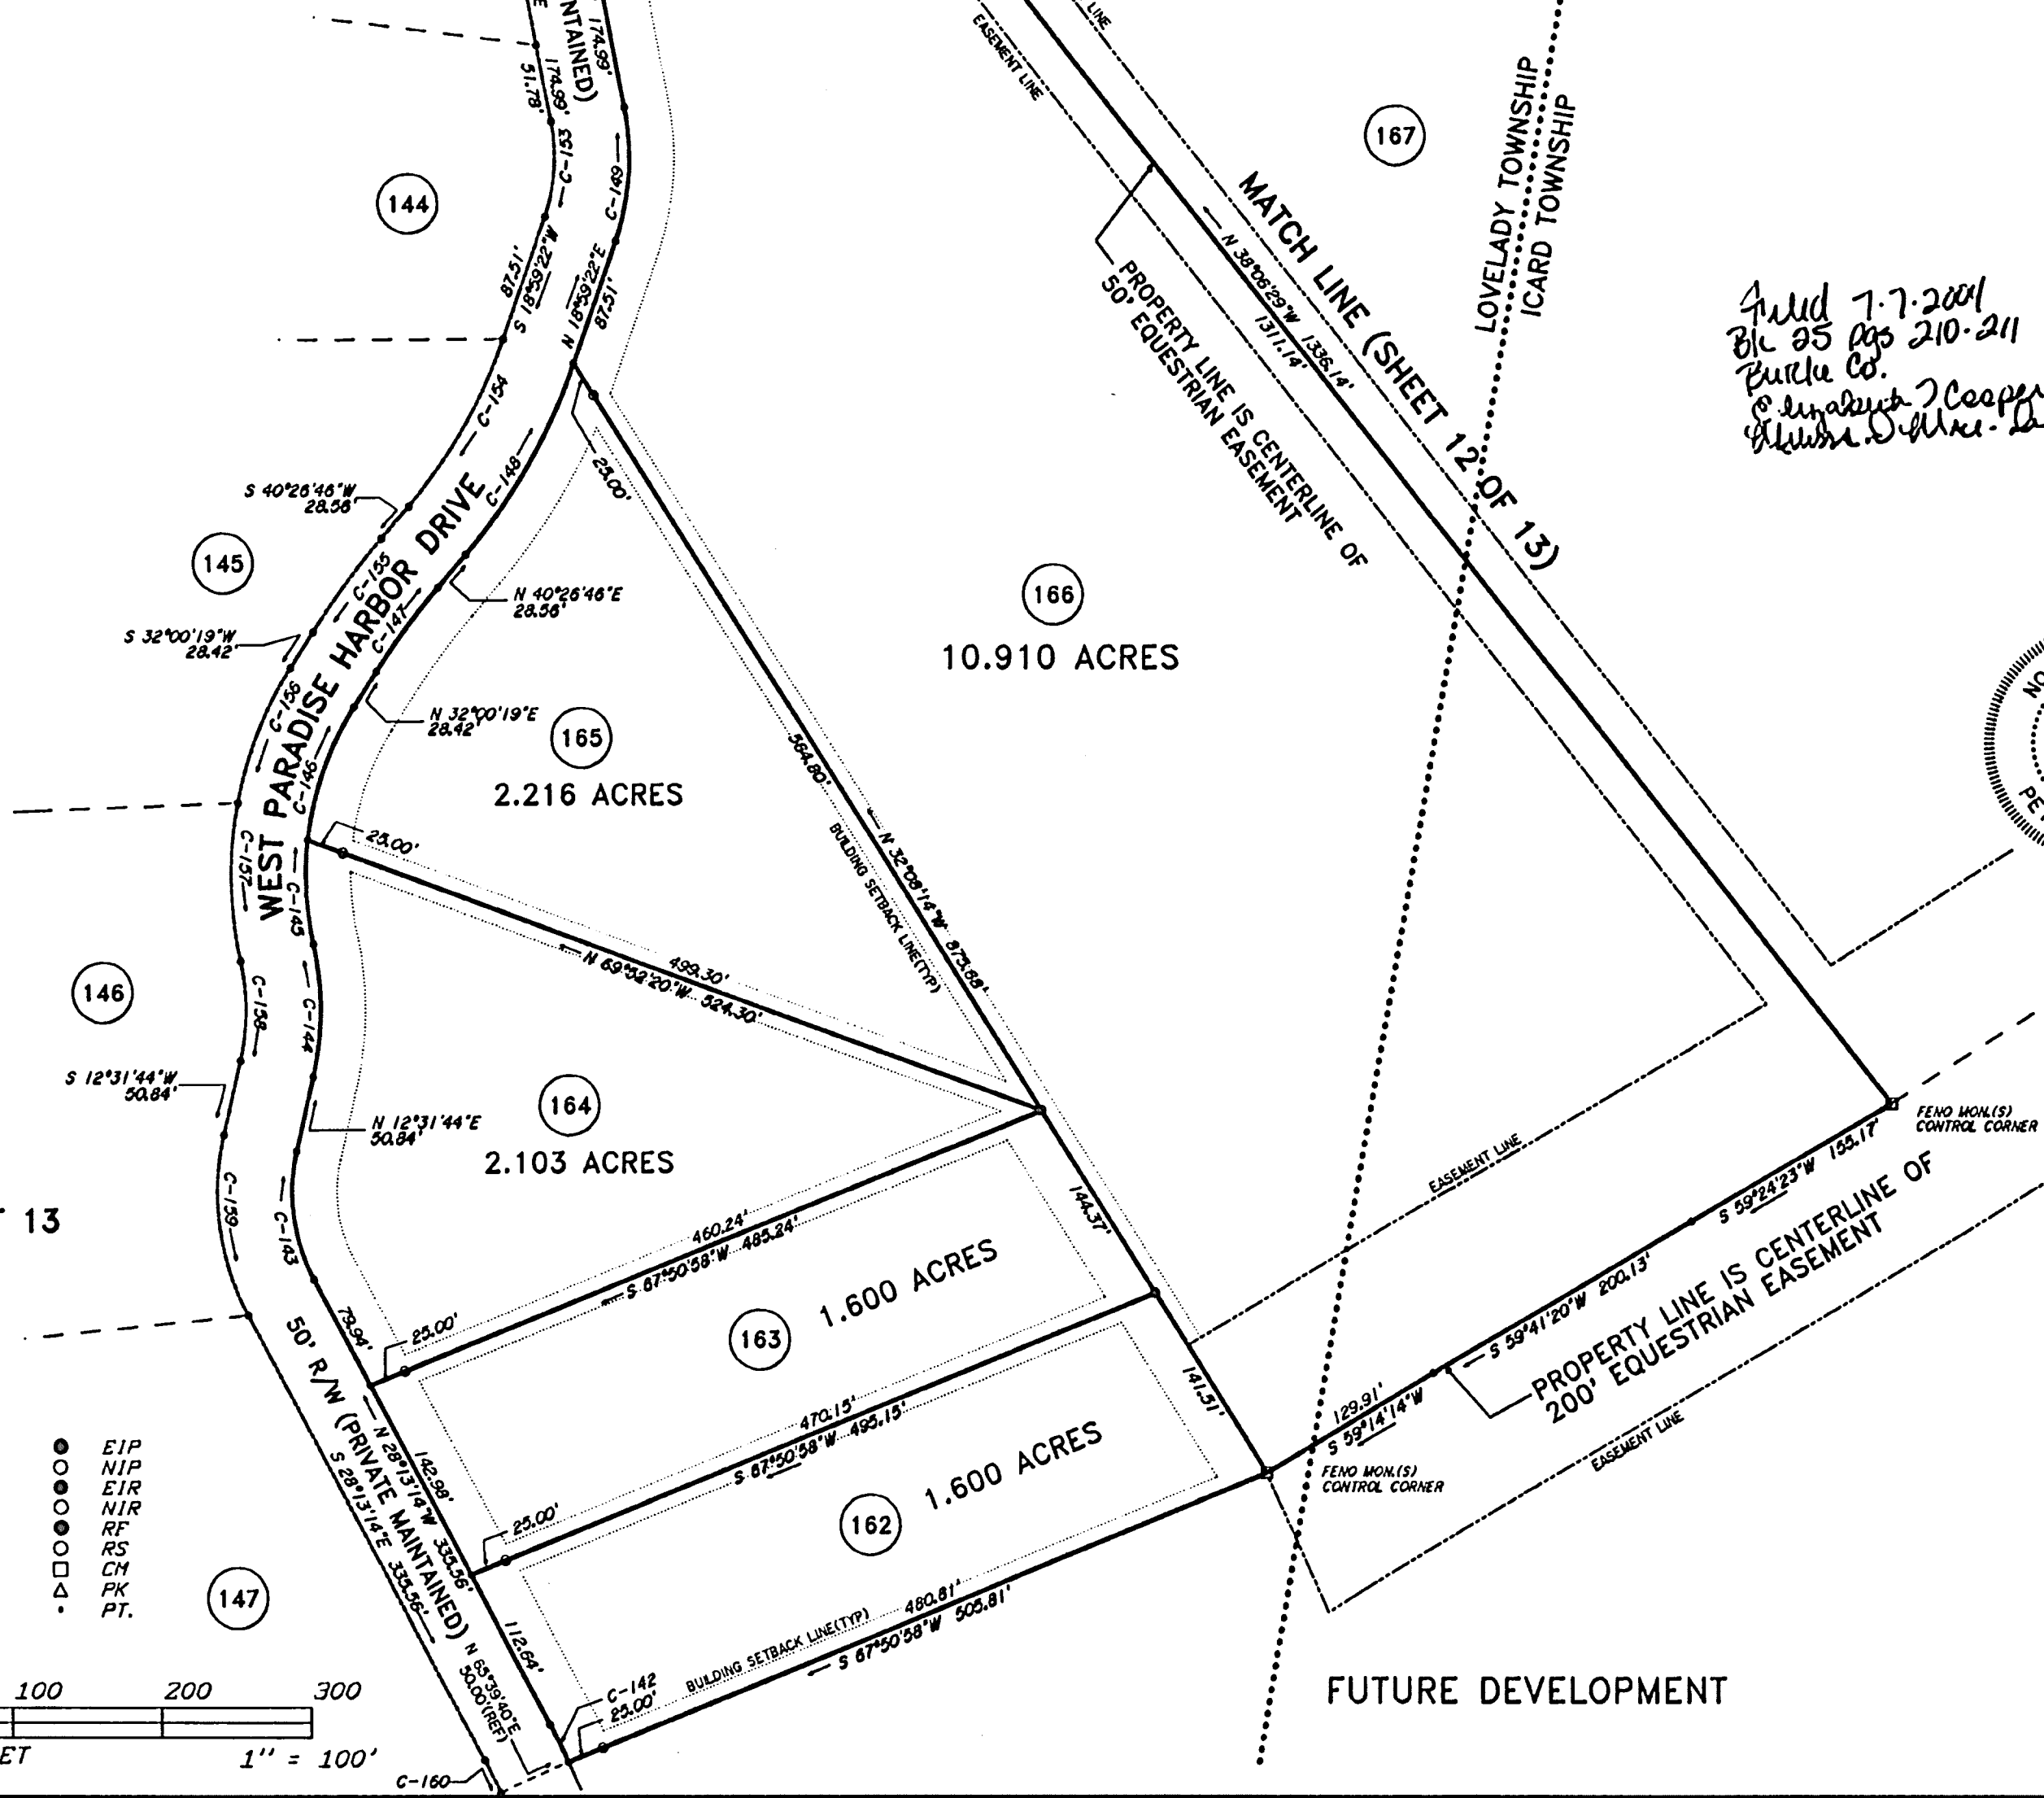 NTAINED)
174.99'
174.99'
51.78'
C-153
C-149
144
87.51'
S 18°59'22"W
N 18°59'22"E
87.51'
EASEMENT LINE
LINE
167
LOVELADY TOWNSHIP
ICARD TOWNSHIP
MATCH LINE (SHEET 12 OF 13)
N 38°06'29"W 1336.14'
1311.14'
PROPERTY LINE IS CENTERLINE OF
50' EQUESTRIAN EASEMENT
Filed 7.7.2004
Bk 25 pgs 210-211
Burke Co.
C-154
C-148
25.00'
S 40°26'46"W
28.56'
145
C-155
C-147
N 40°26'46"E
28.56'
S 32°00'19"W
28.42'
WEST PARADISE HARBOR DRIVE
C-156
C-146
N 32°00'19"E
28.42'
165
2.216 ACRES
166
10.910 ACRES
564.80'
BUILDING SETBACK LINE(TYP)
N 32°08'14"W 875.68'
25.00'
C-157
C-145
499.30'
N 69°52'20"W 524.30'
146
C-158
C-144
S 12°31'44"W
50.84'
N 12°31'44"E
50.84'
164
2.103 ACRES
C-159
C-143
13
460.24'
S 67°50'58"W 485.24'
25.00'
79.94'
144.37'
163
1.600 ACRES
EASEMENT LINE
FENO MON.(S)
CONTROL CORNER
S 59°24'23"W 155.17'
S 59°41'20"W 200.13'
PROPERTY LINE IS CENTERLINE OF
200' EQUESTRIAN EASEMENT
EASEMENT LINE
129.91'
S 59°14'14"W
FENO MON.(S)
CONTROL CORNER
141.51'
470.15'
S 67°50'58"W 495.15'
25.00'
50' R/W (PRIVATE MAINTAINED)
N 28°13'14"W 335.56'
142.98'
S 28°13'14"E 335.56'
162
1.600 ACRES
EIP
NIP
EIR
NIR
RF
RS
CM
PK
PT.
147
112.64'
N 65°39'40"E
50.00'(REF)
C-142
25.00'
BUILDING SETBACK LINE(TYP)
480.81'
S 67°50'58"W 505.81'
C-160
FUTURE DEVELOPMENT
100 200 300
ET 1" = 100'
NO
PE